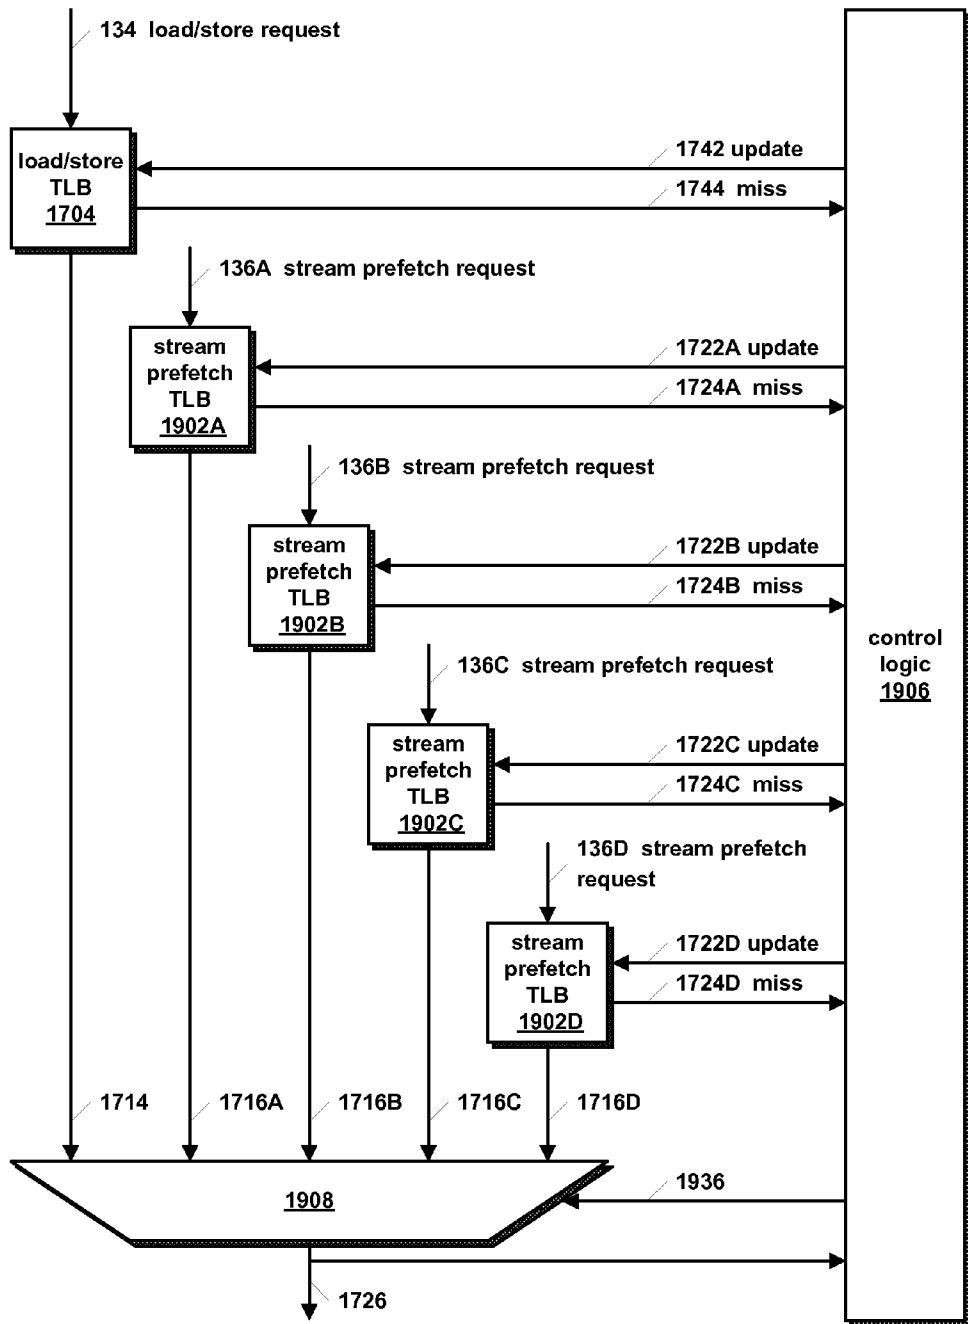 134 load/store request
load/store
TLB
1704
1742 update
1744 miss
136A stream prefetch request
stream
prefetch
TLB
1902A
1722A update
1724A miss
136B stream prefetch request
stream
prefetch
TLB
1902B
1722B update
1724B miss
control
logic
1906
136C stream prefetch request
stream
prefetch
TLB
1902C
1722C update
1724C miss
136D stream prefetch
request
stream
prefetch
TLB
1902D
1722D update
1724D miss
1714
1716A
1716B
1716C
1716D
1908
1936
1726